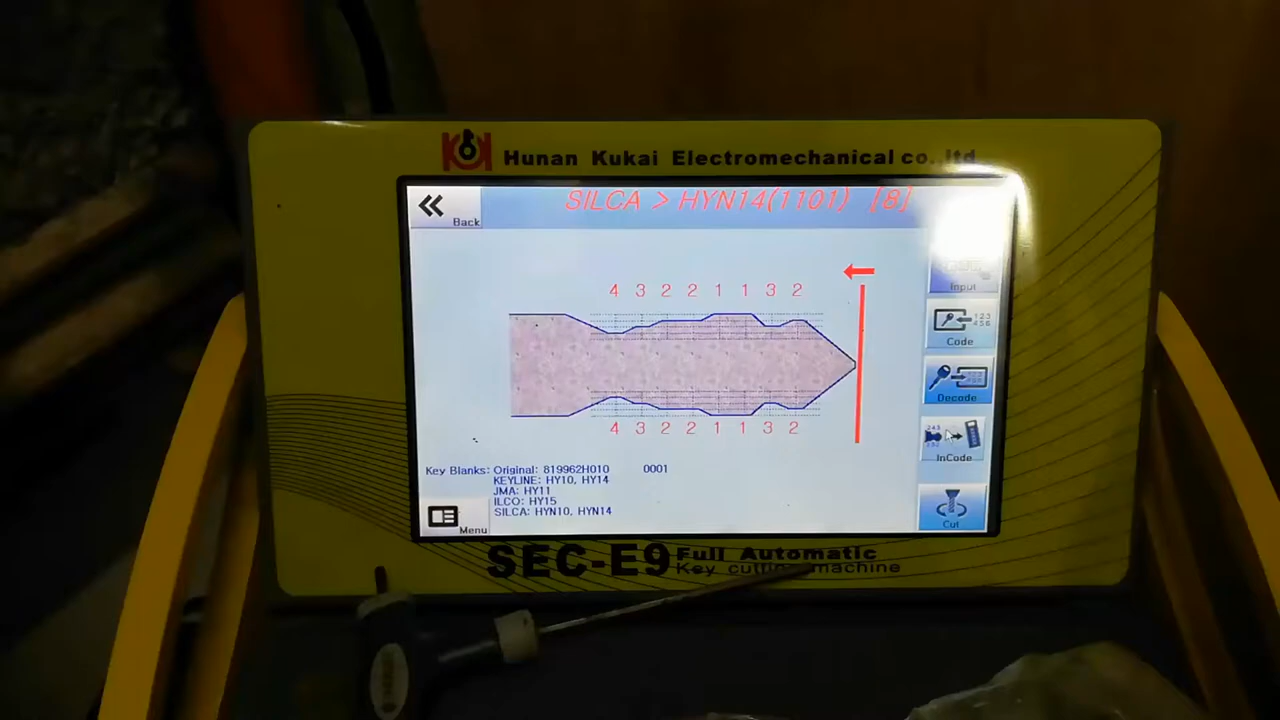 Hunan Kukai Electromechanical co.,ltd
Back
SILCA > HYN14(1101) [8]
Input
4 3 2 2 1 1 3 2
Code
Decode
4 3 2 2 1 1 3 2
InCode
Key Blanks: Original: 819962H010 0001
KEYLINE: HY10, HY14
JMA: HY11
ILCO: HY15
SILCA: HYN10, HYN14
Menu
Cut
SEC-E9 Full Automatic
Key cutting machine